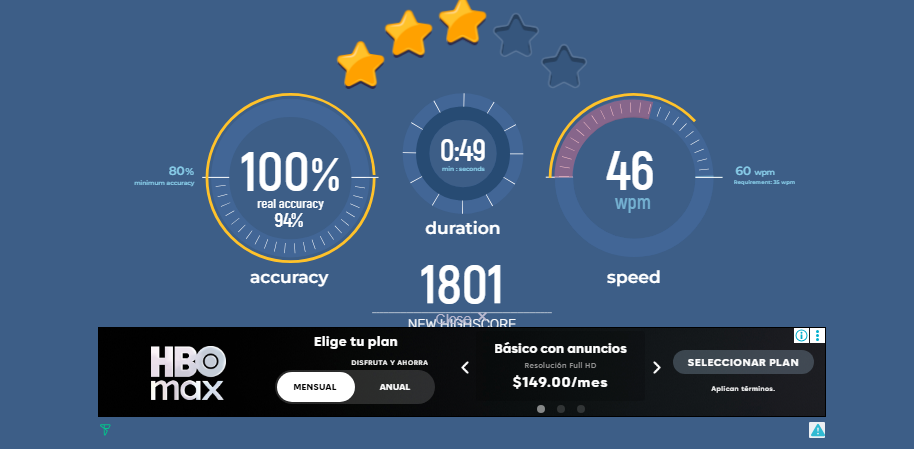 80%
minimum accuracy
100%
real accuracy
94%
accuracy
0:49
min : seconds
duration
46
wpm
speed
60 wpm
Requirement: 35 wpm
1801
NEW HIGHSCORE
Close X
HBO
max
Elige tu plan
DISFRUTA Y AHORRA
MENSUAL
ANUAL
Básico con anuncios
Resolución Full HD
$149.00/mes
SELECCIONAR PLAN
Aplican términos.